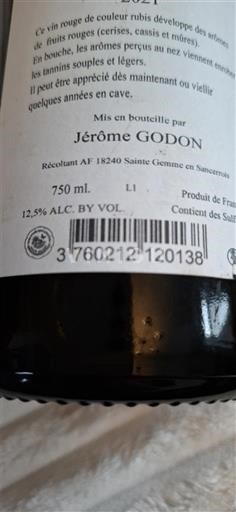 2021
Ce vin rouge de couleur rubis développe des arômes
de fruits rouges (cerises, cassis et mûres).
En bouche, les arômes perçus au nez viennent enrober
les tannins souples et légers.
Il peut être apprécié dès maintenant ou vieillir
quelques années en cave.
Mis en bouteille par
Jérôme GODON
Récoltant AF 18240 Sainte Gemme en Sancerrois
750 ml. L1 Produit de Fran
12,5% ALC. BY VOL. Contient des Sulf
3 760212 120138